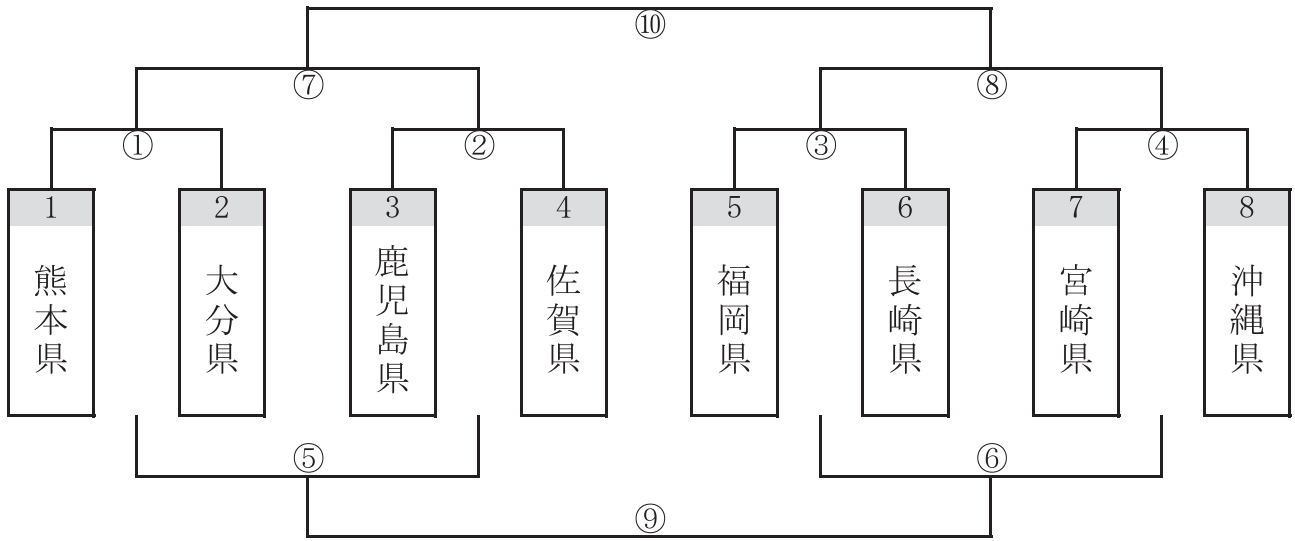 ⑩
⑦ ⑧
① ② ③ ④
1 2 3 4 5 6 7 8
熊本県
大分県
鹿児島県
佐賀県
福岡県
長崎県
宮崎県
沖縄県
⑤ ⑥
⑨